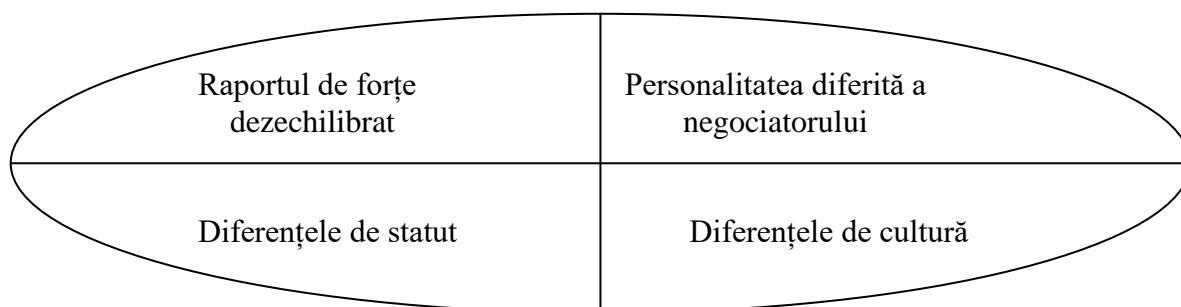 Raportul de forțe
dezechilibrat
Personalitatea diferită a
negociatorului
Diferențele de statut
Diferențele de cultură